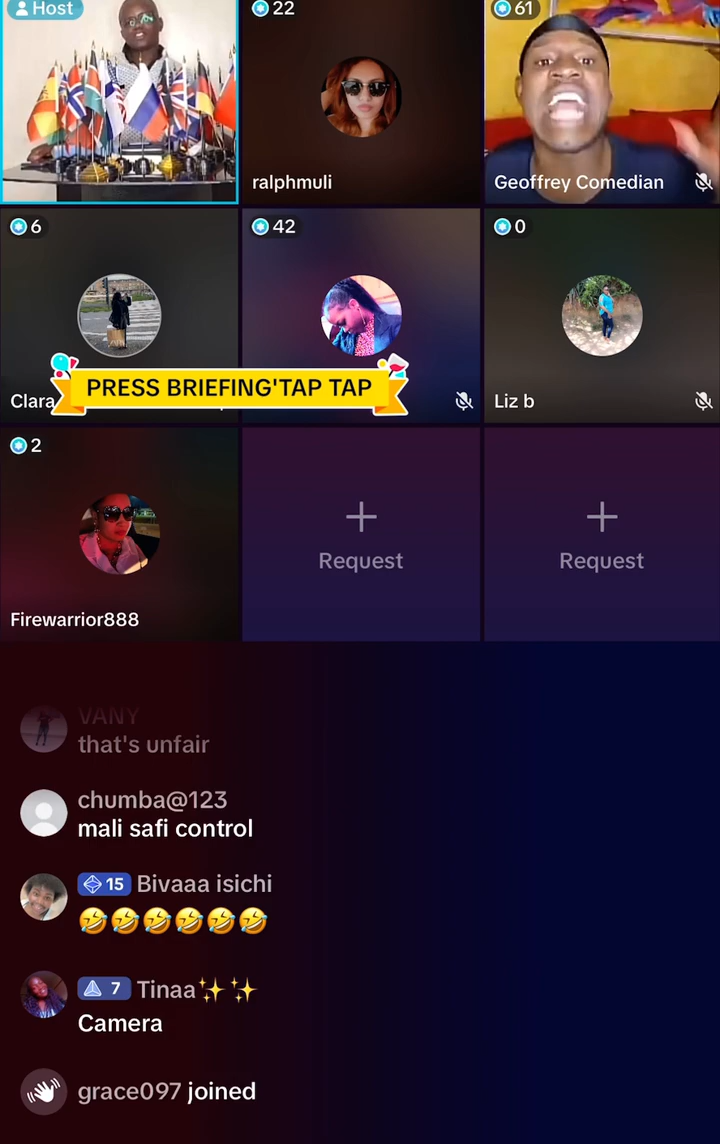 Host
22
61
ralphmuli
Geoffrey Comedian
6
42
0
Clara
PRESS BRIEFING'TAP TAP
Liz b
2
Request
Request
Firewarrior888
VANY
that's unfair
chumba@123
mali safi control
15 Bivaaa isichi
🤣🤣🤣🤣🤣🤣
7 Tinaa✨✨
Camera
grace097 joined